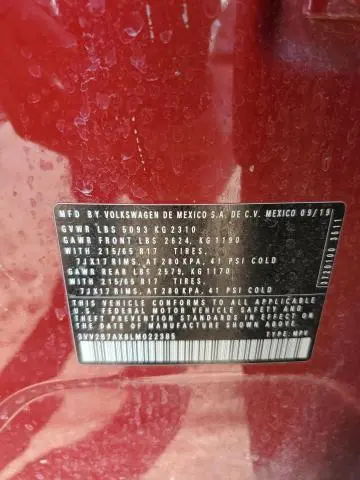 MFD BY VOLKSWAGEN DE MEXICO S.A. DE C.V. MEXICO 09/19
GVWR LBS 5093 KG 2310
GAWR FRONT LBS 2624, KG 1190
WITH 215/65 R17 TIRES,
7JX17 RIMS, AT 280 KPA, 41 PSI COLD
GAWR REAR LBS 2579, KG 1170
WITH 215/65 R17 TIRES,
7JX17 RIMS, AT 280 KPA, 41 PSI COLD
THIS VEHICLE CONFORMS TO ALL APPLICABLE
U.S. FEDERAL MOTOR VEHICLE SAFETY AND
THEFT PREVENTION STANDARDS IN EFFECT ON
THE DATE OF MANUFACTURE SHOWN ABOVE.
3VV2B7AX8LM022385 TYPE: MPV